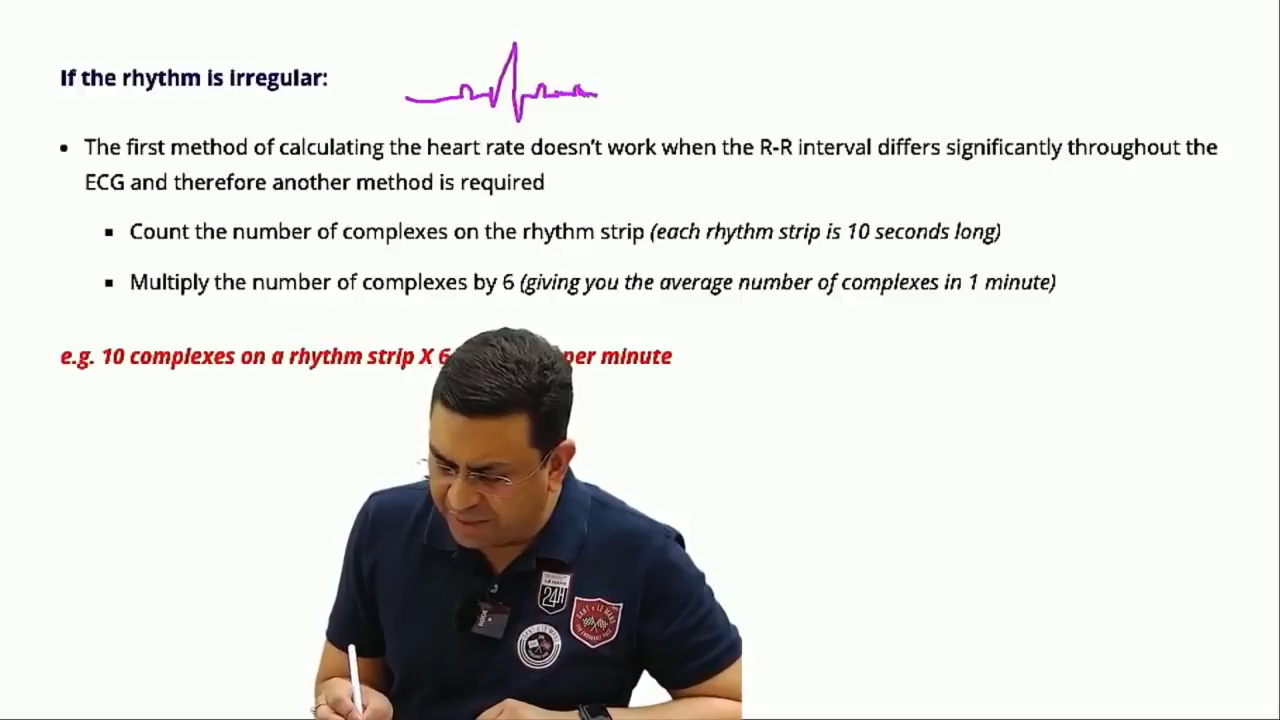 If the rhythm is irregular:
• The first method of calculating the heart rate doesn’t work when the R-R interval differs significantly throughout the
ECG and therefore another method is required
▪ Count the number of complexes on the rhythm strip (each rhythm strip is 10 seconds long)
▪ Multiply the number of complexes by 6 (giving you the average number of complexes in 1 minute)
e.g. 10 complexes on a rhythm strip X 6 per minute
24H